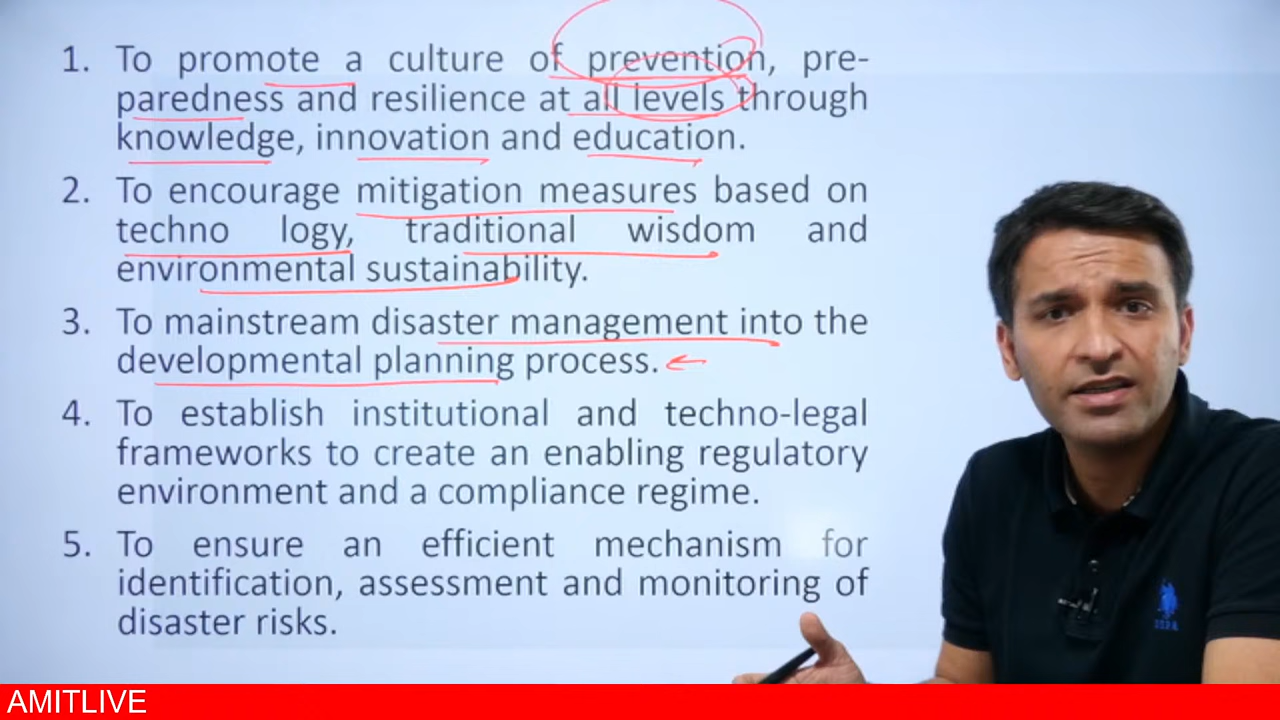 1. To promote a culture of prevention, pre-
paredness and resilience at all levels through
knowledge, innovation and education.
2. To encourage mitigation measures based on
techno logy, traditional wisdom and
environmental sustainability.
3. To mainstream disaster management into the
developmental planning process.
4. To establish institutional and techno-legal
frameworks to create an enabling regulatory
environment and a compliance regime.
5. To ensure an efficient mechanism for
identification, assessment and monitoring of
disaster risks.
AMITLIVE